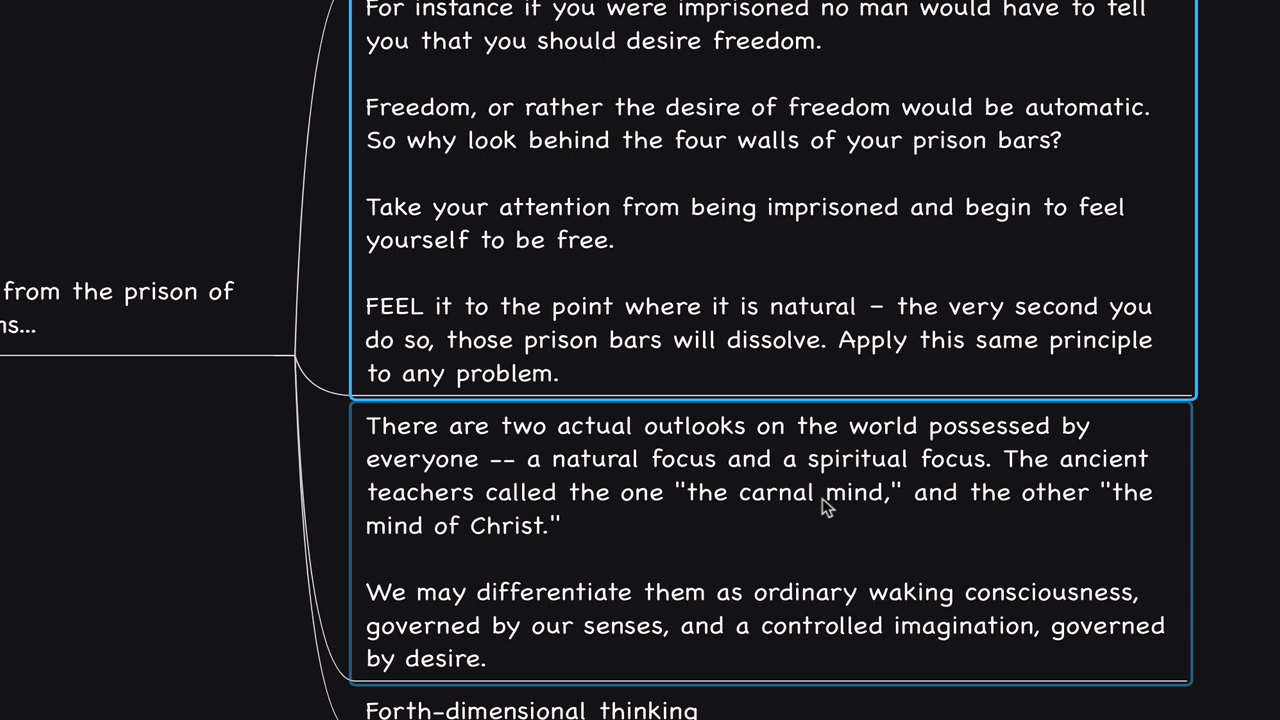 For instance if you were imprisoned no man would have to tell
you that you should desire freedom.
Freedom, or rather the desire of freedom would be automatic.
So why look behind the four walls of your prison bars?
Take your attention from being imprisoned and begin to feel
yourself to be free.
from the prison of
ns...
FEEL it to the point where it is natural – the very second you
do so, those prison bars will dissolve. Apply this same principle
to any problem.
There are two actual outlooks on the world possessed by
everyone -- a natural focus and a spiritual focus. The ancient
teachers called the one "the carnal mind," and the other "the
mind of Christ."
We may differentiate them as ordinary waking consciousness,
governed by our senses, and a controlled imagination, governed
by desire.
Forth-dimensional thinking